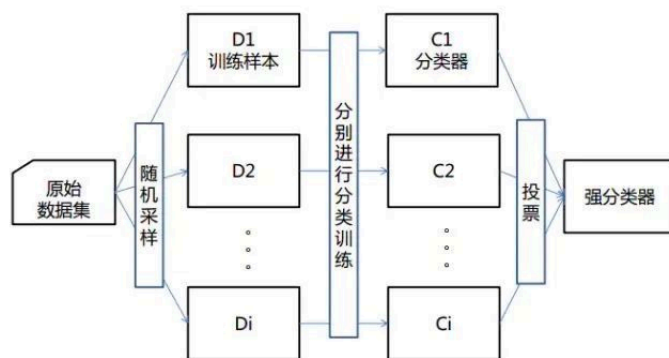 D1
训练样本
C1
分类器
原始
数据集
随机采样
D2
分别进行分类训练
C2
投票
强分类器
Di
Ci